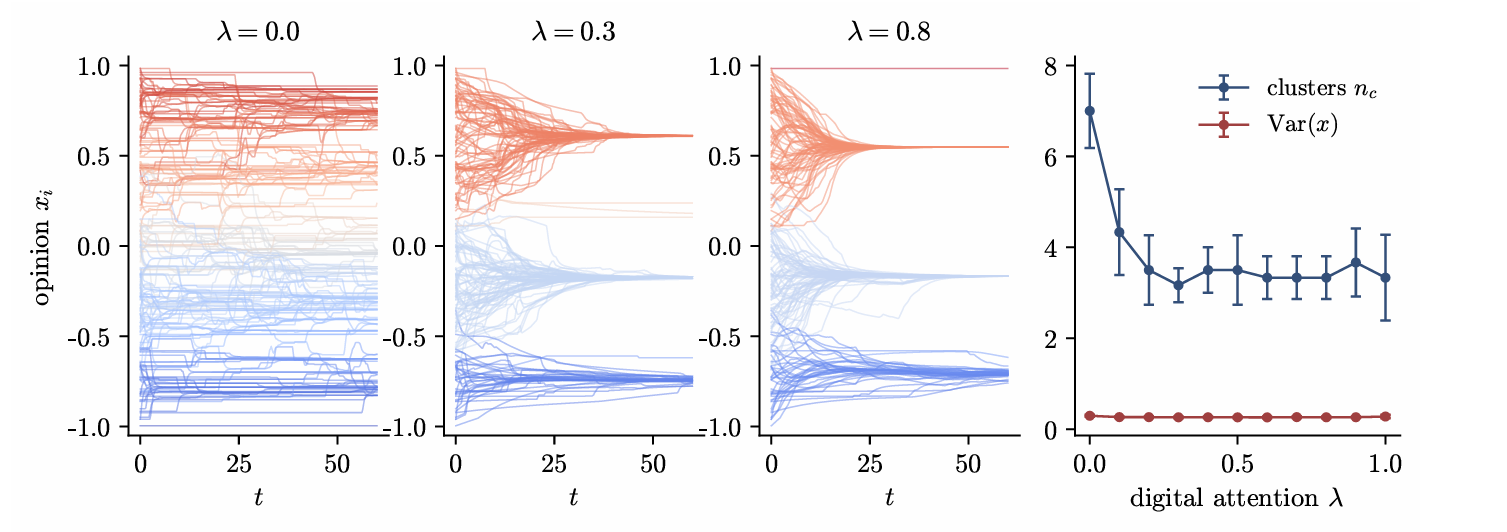 λ = 0.0
1.0
0.5
0.0
-0.5
-1.0
opinion xᵢ
0 25 50
t
λ = 0.3
1.0
0.5
0.0
-0.5
-1.0
0 25 50
t
λ = 0.8
1.0
0.5
0.0
-0.5
-1.0
0 25 50
t
8
6
4
2
0
clusters n_c
Var(x)
0.0 0.5 1.0
digital attention λ